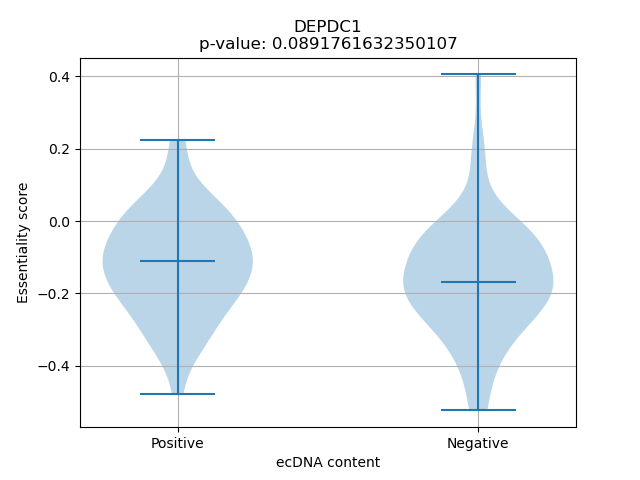 DEPDC1
p-value: 0.0891761632350107
0.4
0.2
0.0
−0.2
−0.4
Essentiality score
Positive
Negative
ecDNA content